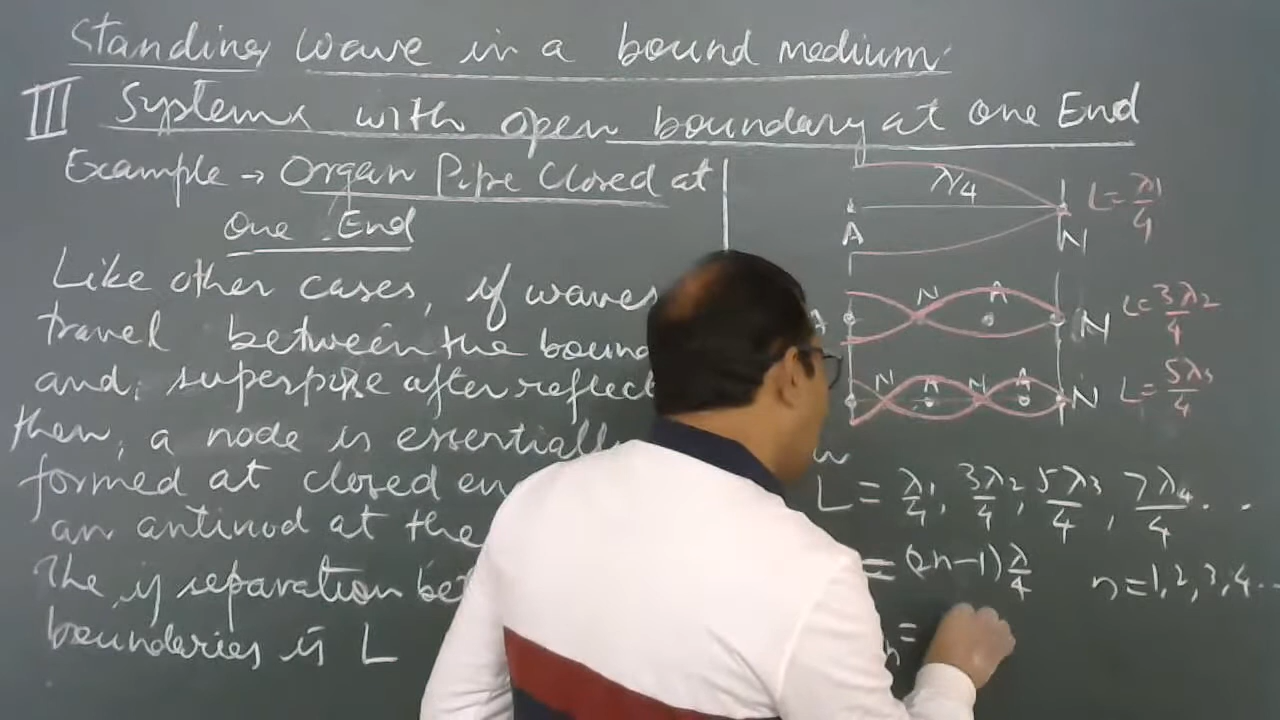 Standing wave in a bound medium.
III Systems with open boundary at one End
Example → Organ Pipe Closed at
One End
Like other cases, if waves
travel between the bound
and, superpose after reflect
then, a node is essentially
formed at closed en
an antinod at the
The, if separation bet
boundaries is L
λ/4 L = λ1/4
A N
A N A N L = 3λ2/4
N A N A N L = 5λ3/4
L = λ1/4, 3λ2/4, 5λ3/4, 7λ4/4 . . .
= (2n-1) λ/4 n = 1, 2, 3, 4 . . .
n =